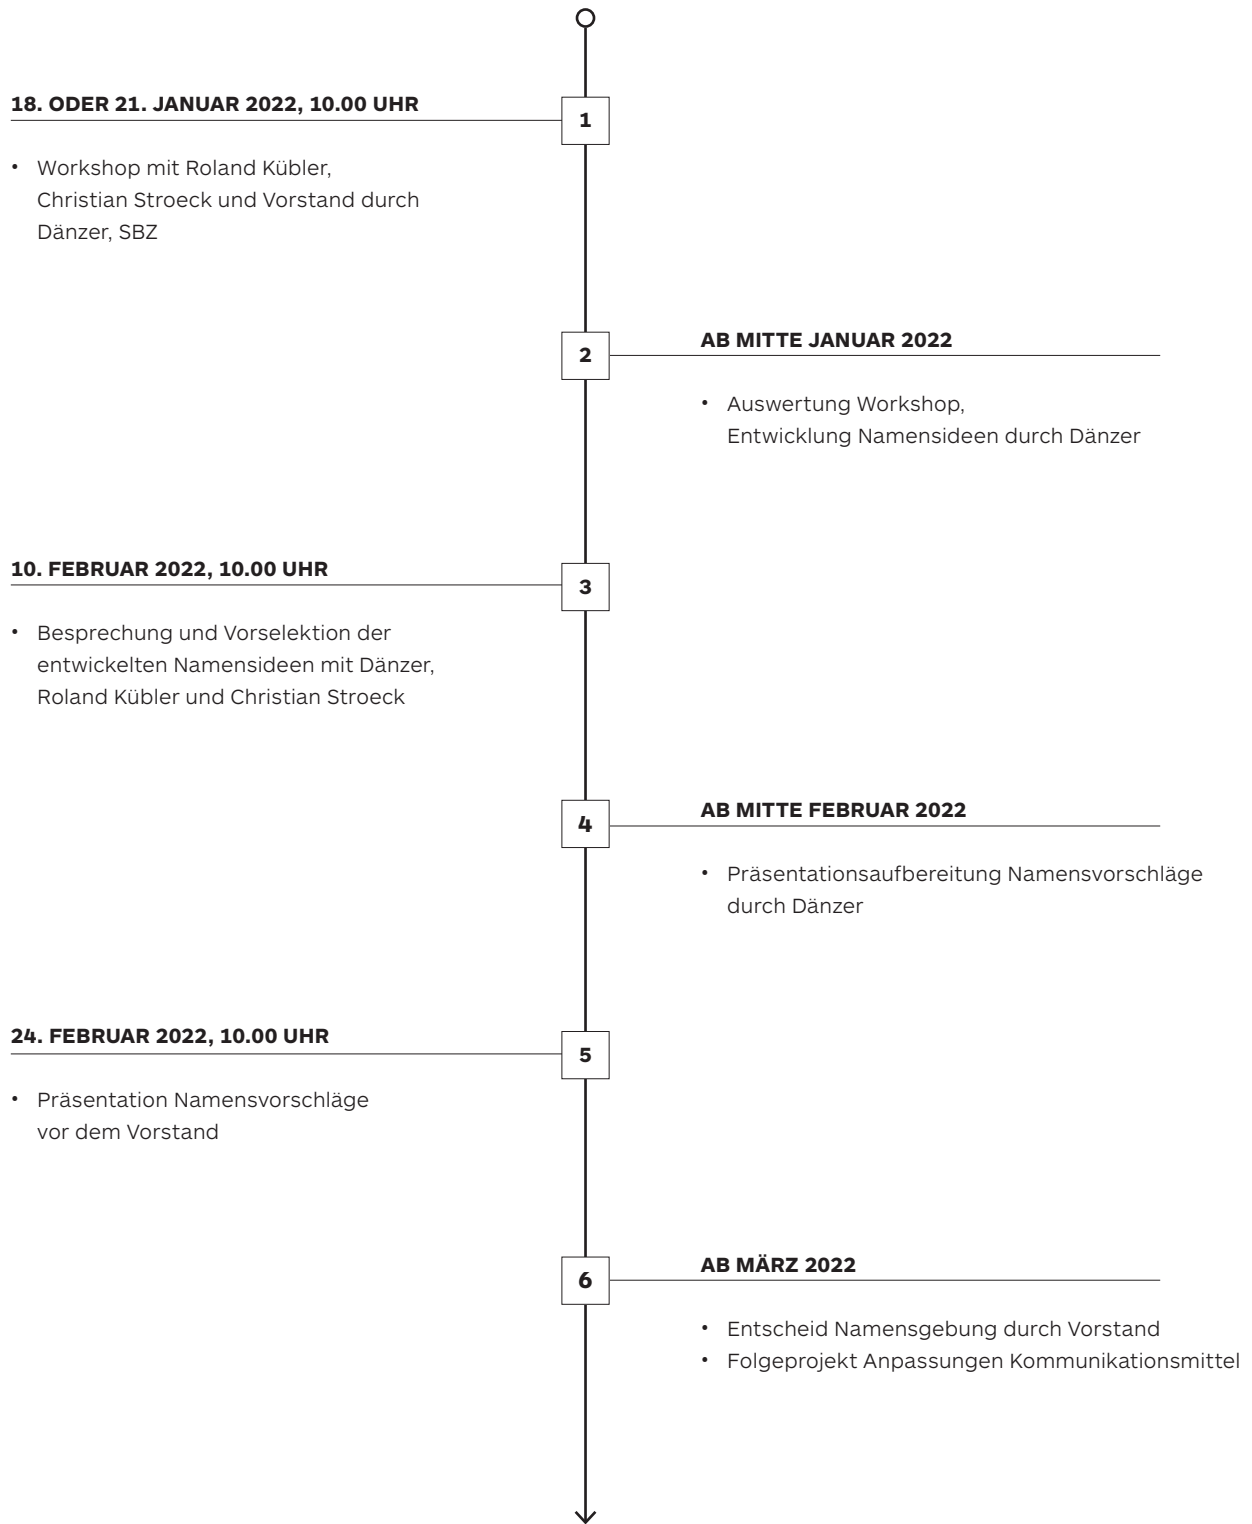 18. ODER 21. JANUAR 2022, 10.00 UHR
1
• Workshop mit Roland Kübler,
Christian Stroeck und Vorstand durch
Dänzer, SBZ
2
AB MITTE JANUAR 2022
• Auswertung Workshop,
Entwicklung Namensideen durch Dänzer
10. FEBRUAR 2022, 10.00 UHR
3
• Besprechung und Vorselektion der
entwickelten Namensideen mit Dänzer,
Roland Kübler und Christian Stroeck
4
AB MITTE FEBRUAR 2022
• Präsentationsaufbereitung Namensvorschläge
durch Dänzer
24. FEBRUAR 2022, 10.00 UHR
5
• Präsentation Namensvorschläge
vor dem Vorstand
6
AB MÄRZ 2022
• Entscheid Namensgebung durch Vorstand
• Folgeprojekt Anpassungen Kommunikationsmittel